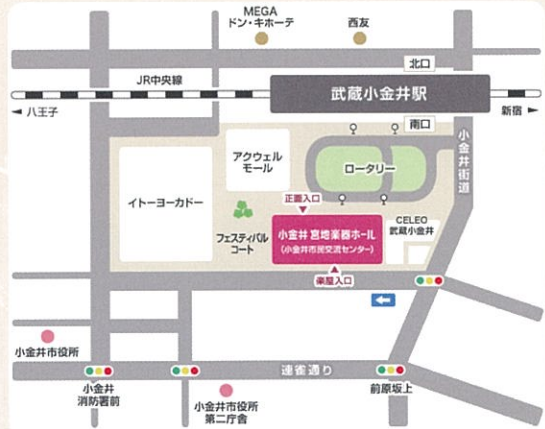 MEGA
ドン・キホーテ
西友
北口
JR中央線
武蔵小金井駅
八王子
新宿
南口
小金井街道
アクウェル
モール
ロータリー
イトーヨーカドー
正面入口
フェスティバル
コート
小金井 宮地楽器ホール
(小金井市民交流センター)
CELEO
武蔵小金井
楽屋入口
小金井市役所
連雀通り
小金井
消防署前
前原坂上
小金井市役所
第二庁舎